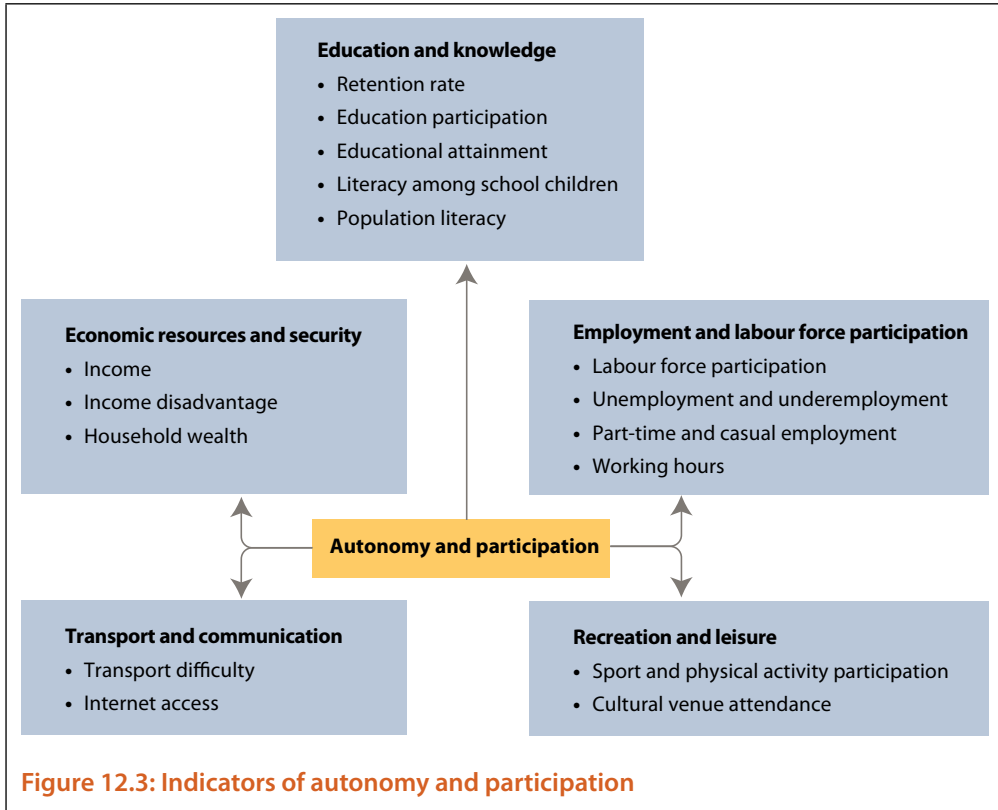 Education and knowledge
• Retention rate
• Education participation
• Educational attainment
• Literacy among school children
• Population literacy
Economic resources and security
• Income
• Income disadvantage
• Household wealth
Employment and labour force participation
• Labour force participation
• Unemployment and underemployment
• Part-time and casual employment
• Working hours
Autonomy and participation
Transport and communication
• Transport difficulty
• Internet access
Recreation and leisure
• Sport and physical activity participation
• Cultural venue attendance
Figure 12.3: Indicators of autonomy and participation